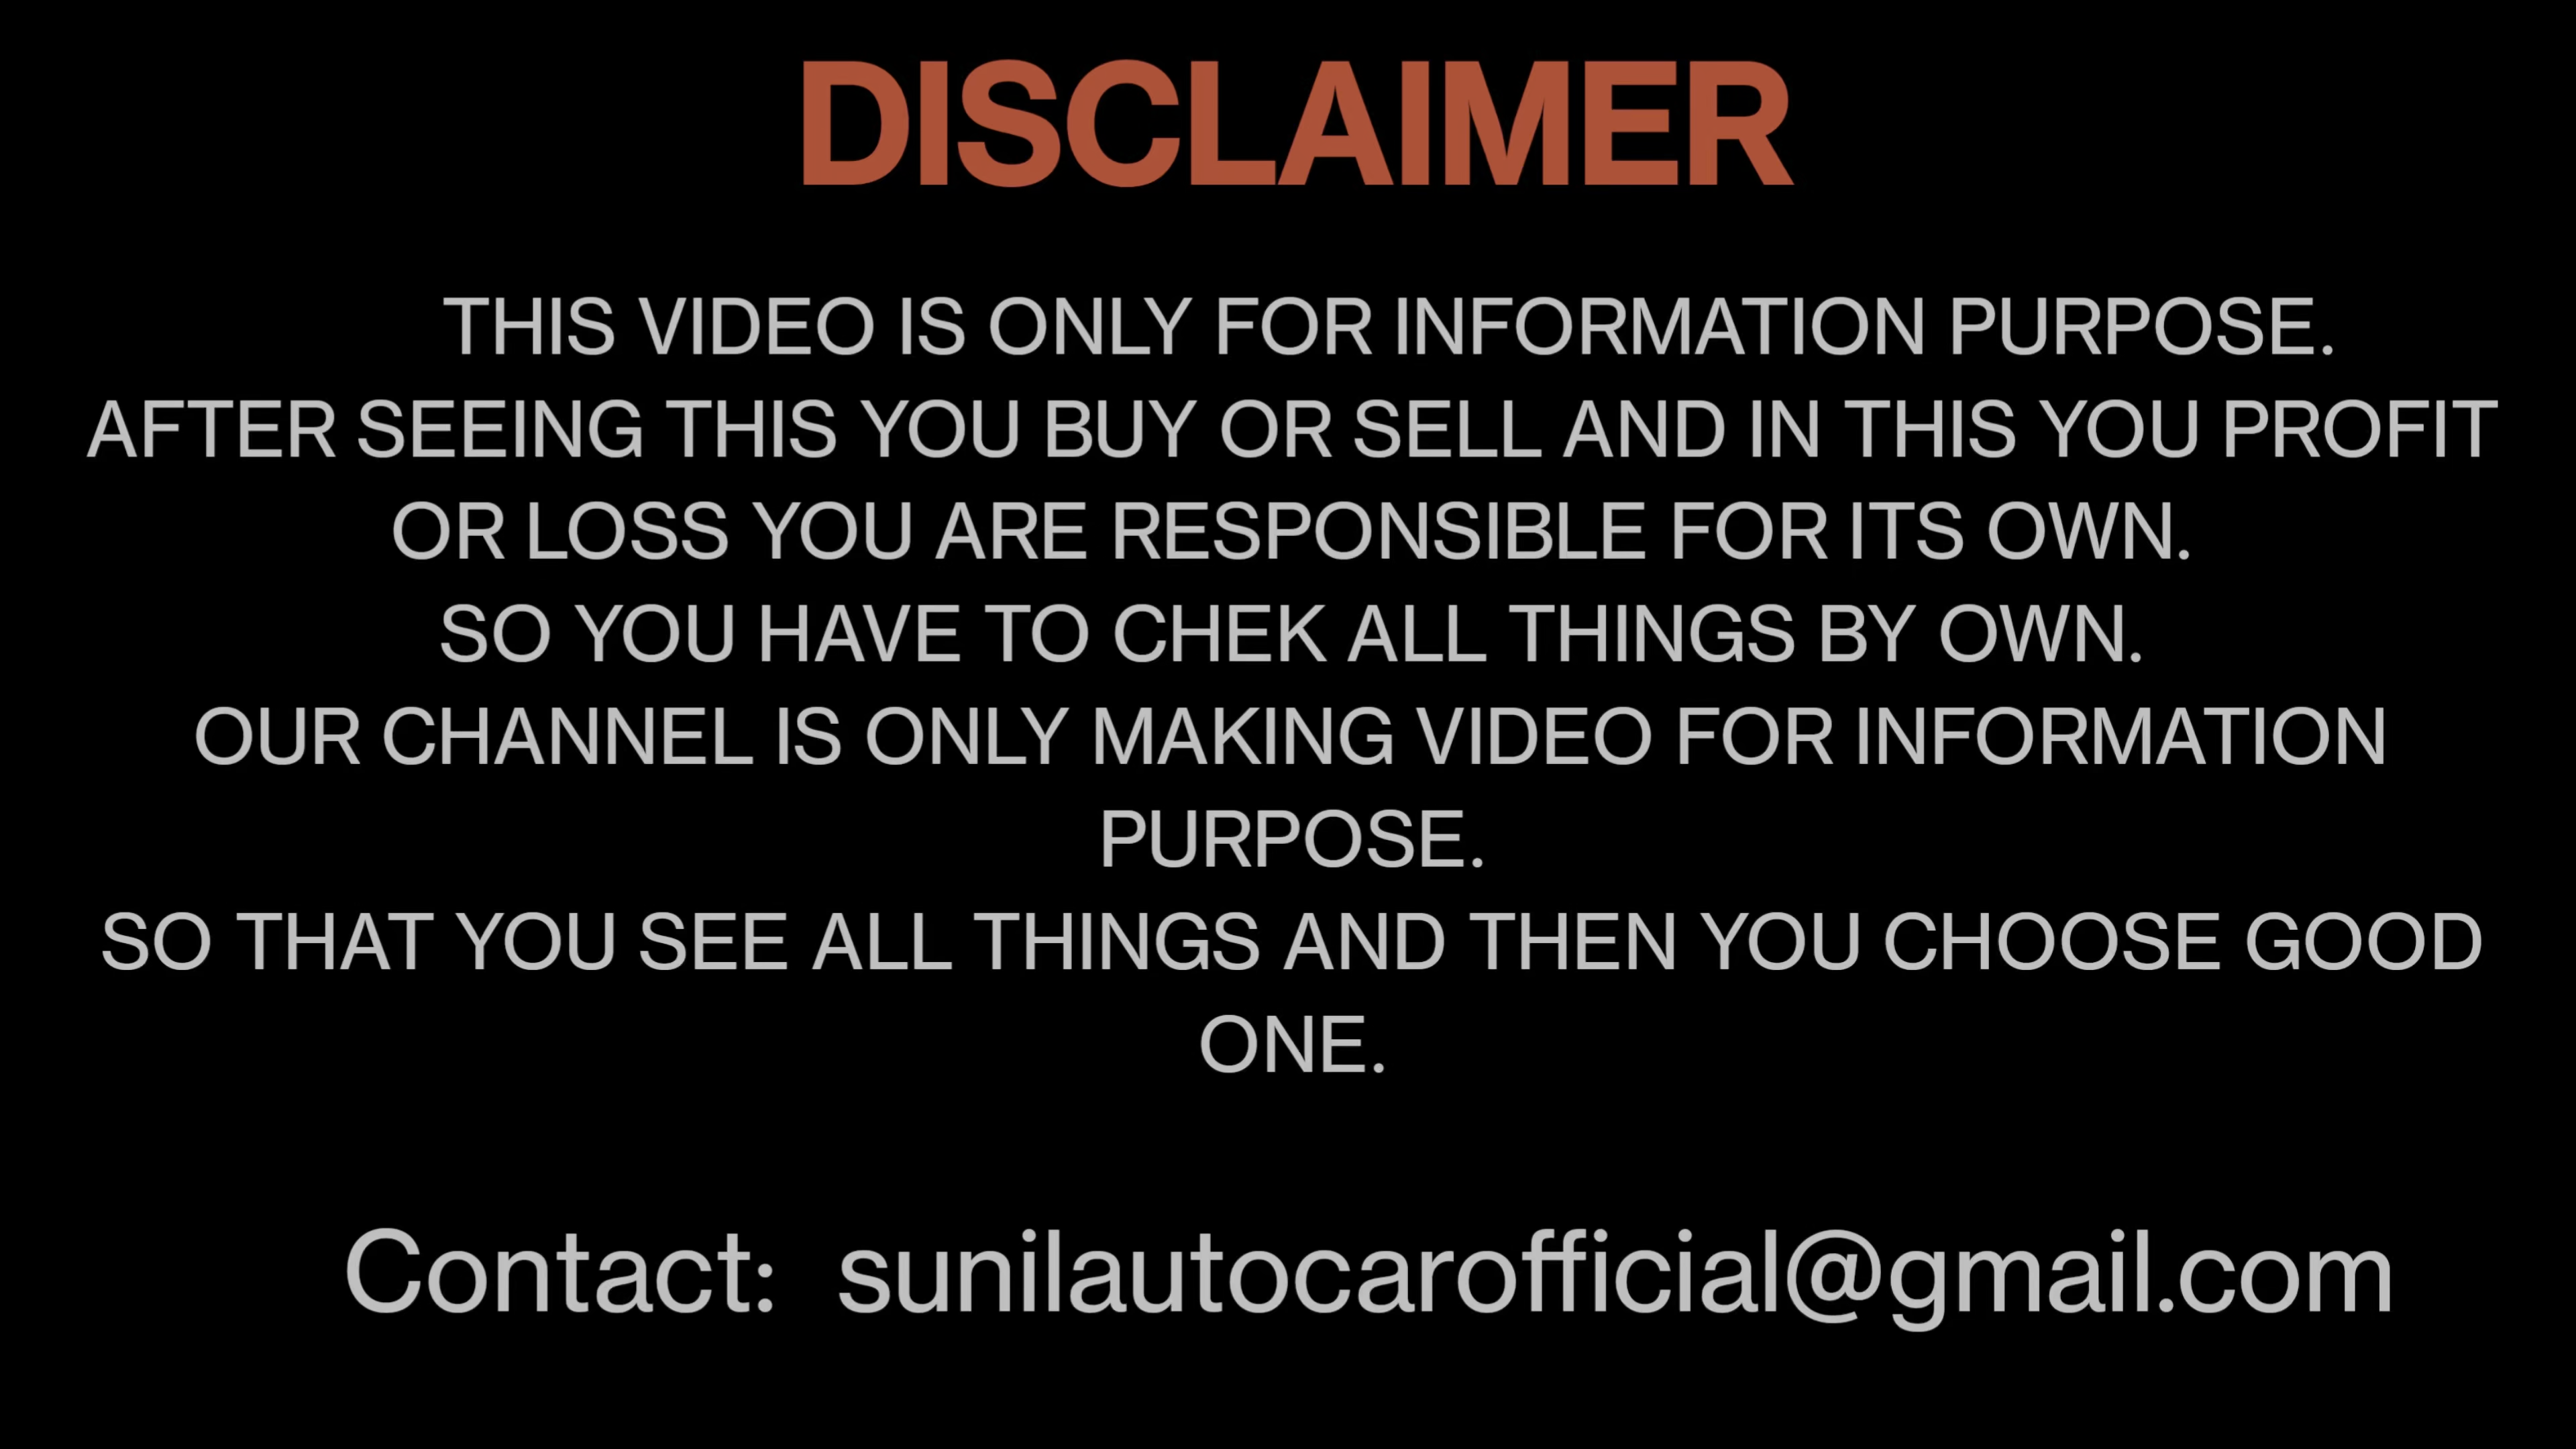 DISCLAIMER
THIS VIDEO IS ONLY FOR INFORMATION PURPOSE.
AFTER SEEING THIS YOU BUY OR SELL AND IN THIS YOU PROFIT
OR LOSS YOU ARE RESPONSIBLE FOR ITS OWN.
SO YOU HAVE TO CHEK ALL THINGS BY OWN.
OUR CHANNEL IS ONLY MAKING VIDEO FOR INFORMATION
PURPOSE.
SO THAT YOU SEE ALL THINGS AND THEN YOU CHOOSE GOOD
ONE.
Contact: sunilautocarofficial@gmail.com